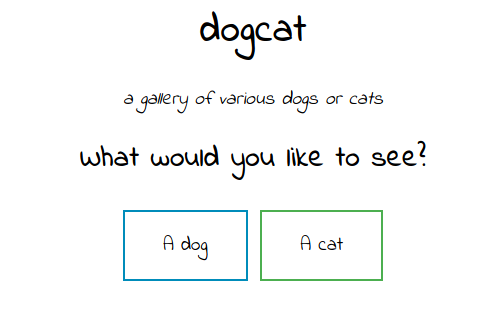 dogcat
a gallery of various dogs or cats
what would you like to see?
A dog
A cat